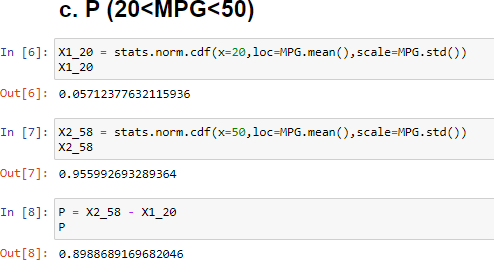 c. P (20<MPG<50)
In [6]: X1_20 = stats.norm.cdf(x=20,loc=MPG.mean(),scale=MPG.std())
X1_20
Out[6]: 0.05712377632115936
In [7]: X2_58 = stats.norm.cdf(x=50,loc=MPG.mean(),scale=MPG.std())
X2_58
Out[7]: 0.955992693289364
In [8]: P = X2_58 - X1_20
P
Out[8]: 0.8988689169682046